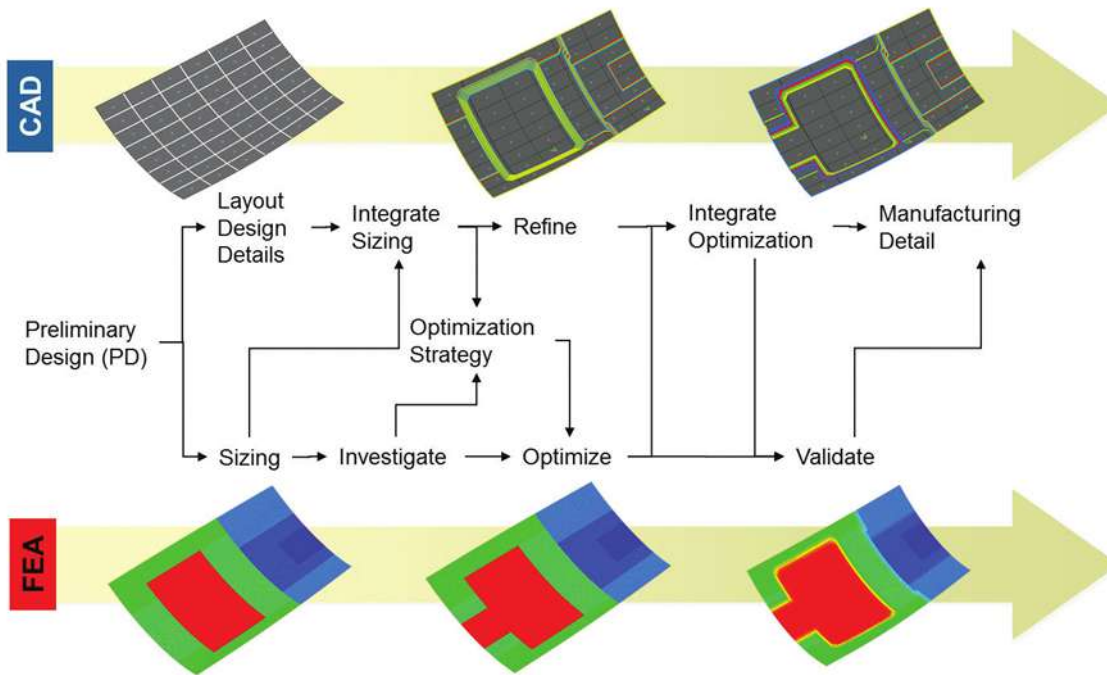 CAD
Layout
Design
Details
Integrate
Sizing
Refine
Integrate
Optimization
Manufacturing
Detail
Preliminary
Design (PD)
Optimization
Strategy
Sizing
Investigate
Optimize
Validate
FEA